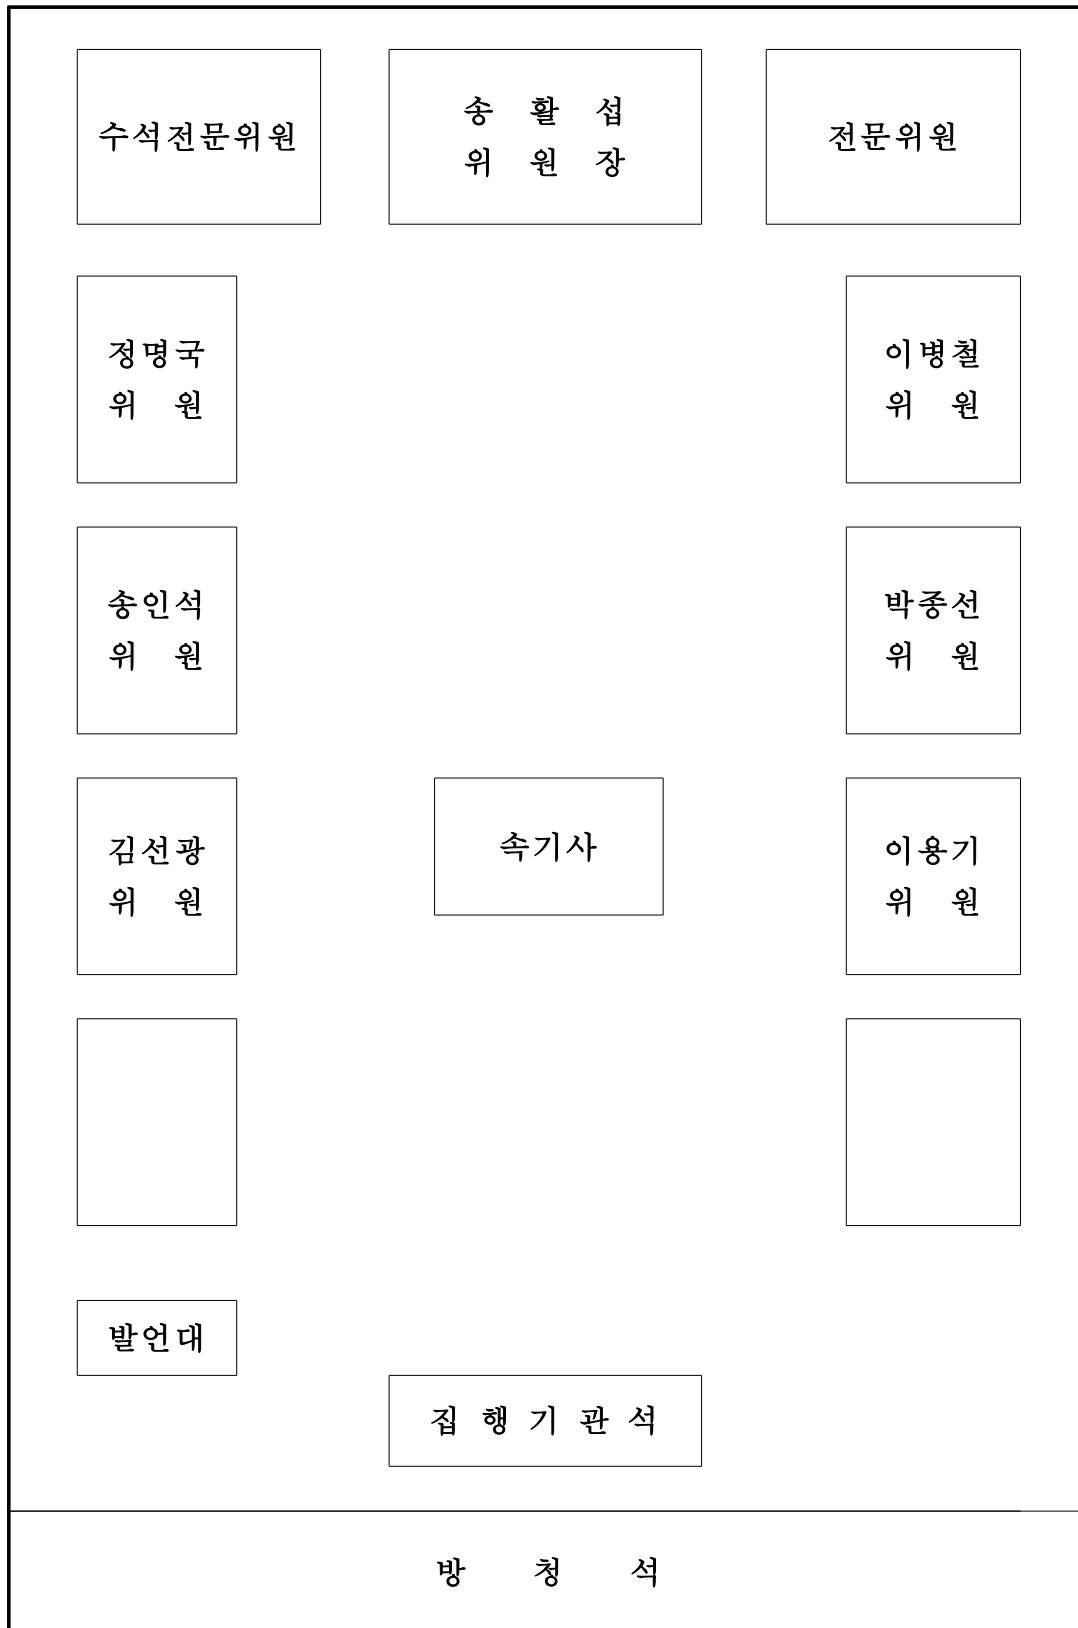 수석전문위원
송 활 섭
위 원 장
전문위원
정명국
위 원
이병철
위 원
송인석
위 원
박종선
위 원
김선광
위 원
속기사
이용기
위 원
발언대
집 행 기 관 석
방 청 석